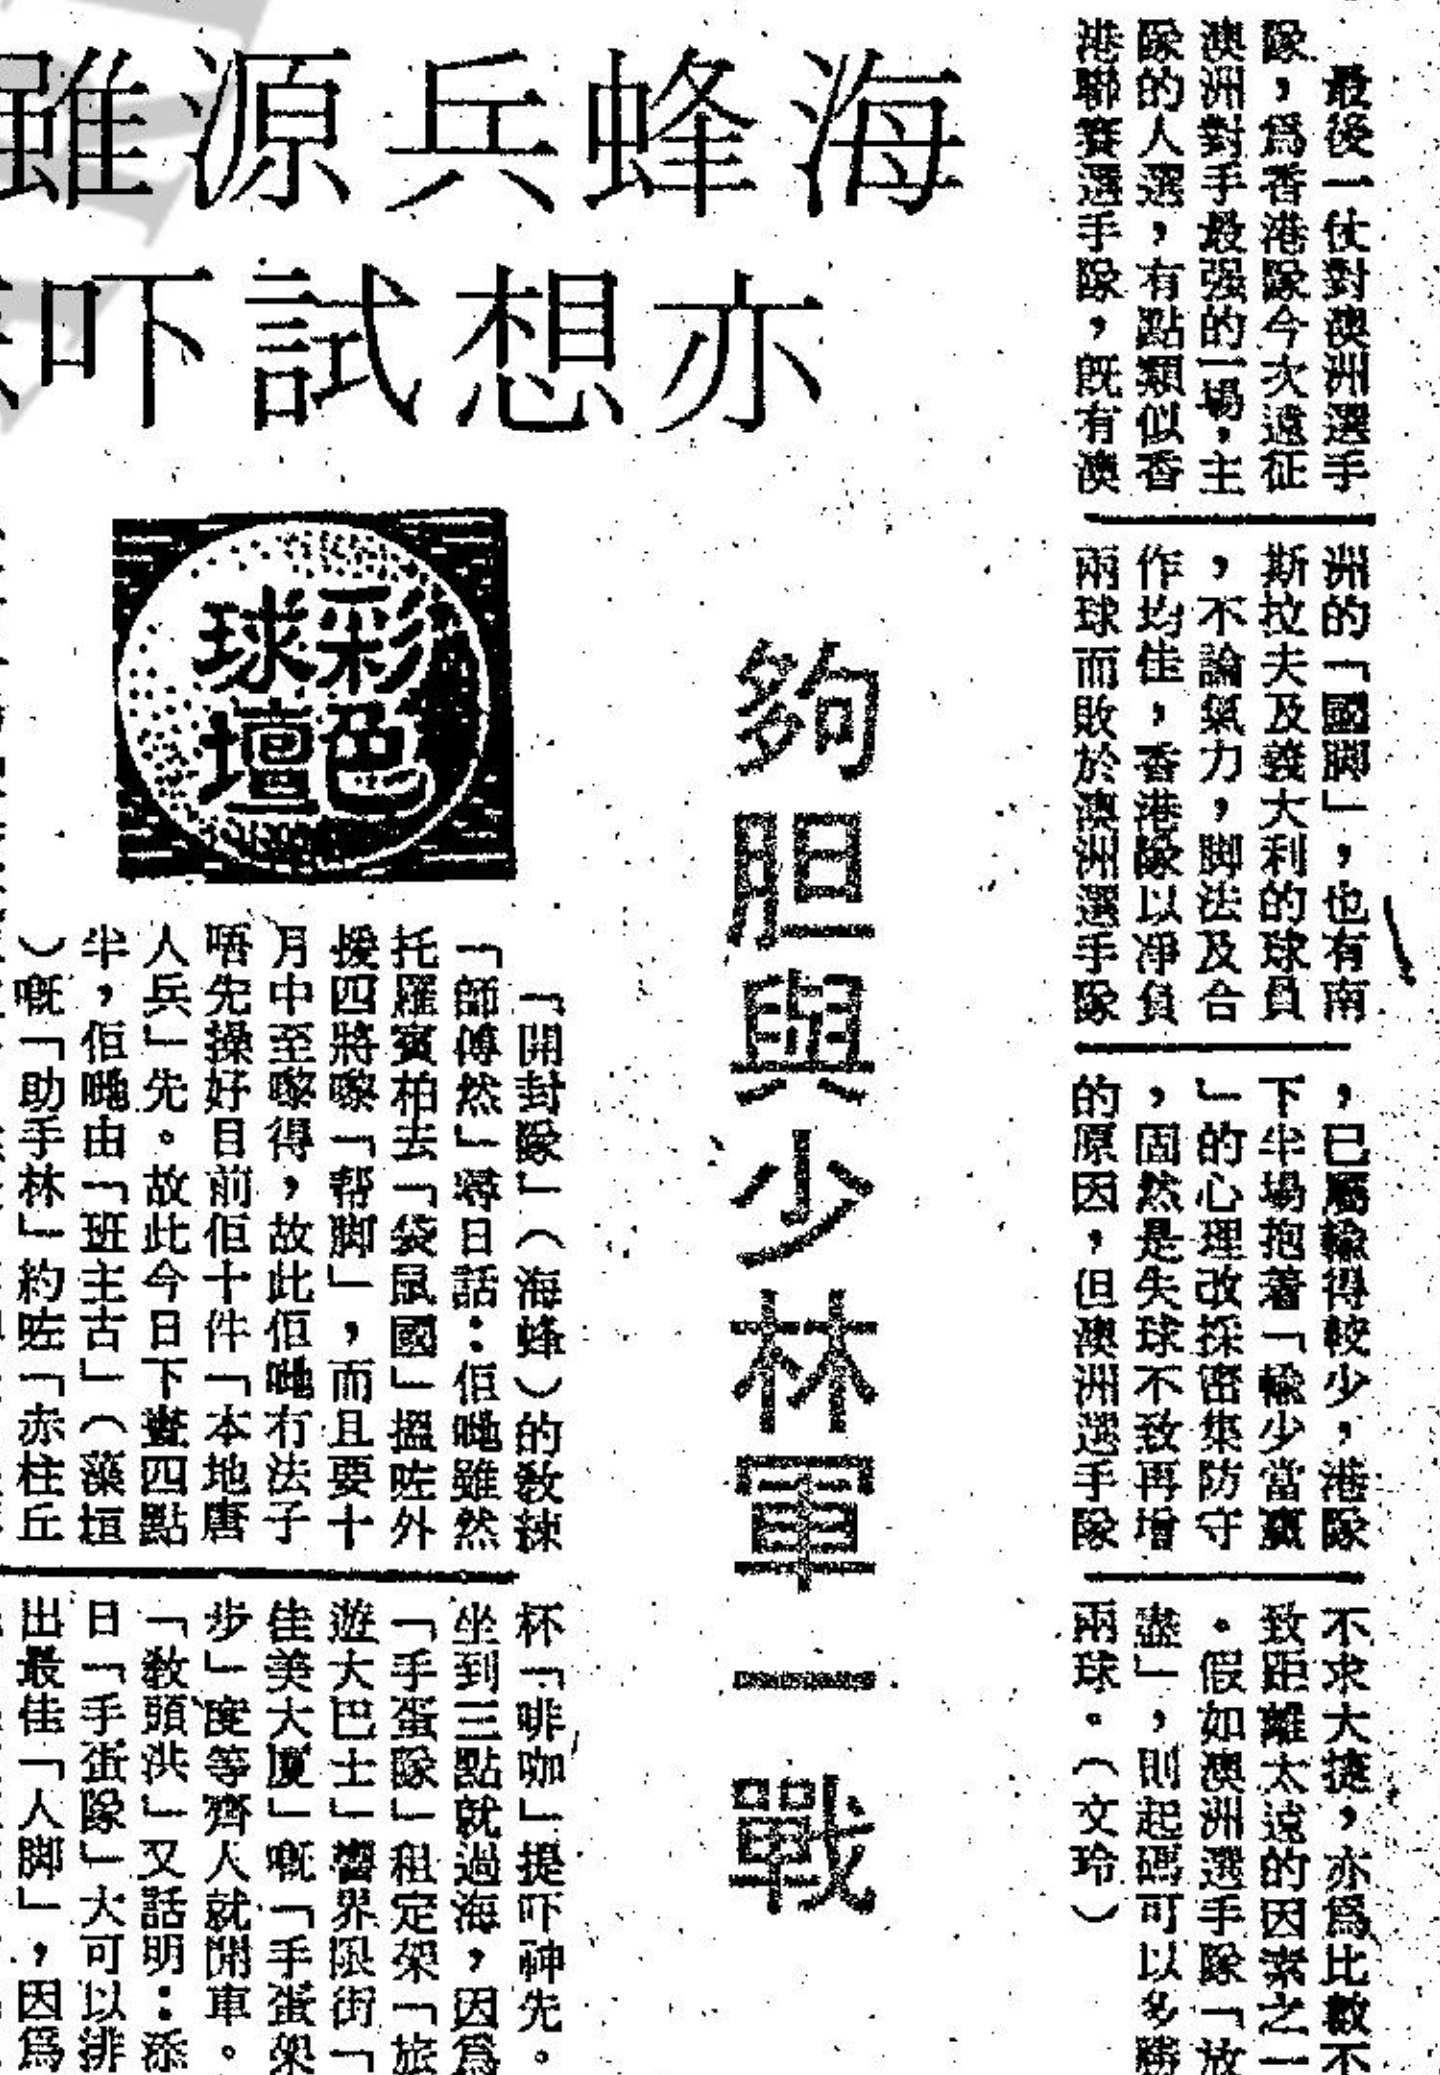 最後一仗對澳洲選手
隊，爲香港隊今次遠征
澳洲對手最强的一場，主
隊的人選，有點類似香
港聯賽選手隊，既有澳
洲的「國脚」，也有南
斯拉夫及義大利的球員
，不論氣力，脚法及合
作均佳，香港隊以凈負
兩球而敗於澳洲選手隊
，已屬輸得較少，港隊
下半場抱着「輸少當贏
」的心理改採密集防守
，固然是失球不致再增
的原因，但澳洲選手隊
不求大捷，亦爲比數不
致距離太遠的因素之一
。假如澳洲選手隊「放
盡」，則起碼可以多勝
兩球。（文玲）
海蜂兵源雖
亦想試吓
夠胆與少林軍一戰
彩色
球壇
「開封隊」（海蜂）的教練
「師傅然」尋日話：佢哋雖然
托羅賓柏去「袋鼠國」搵咗外
援四將嚟「帮脚」，而且要十
月中至嚟得，故此佢哋冇法子
唔先操好目前佢十件「本地唐
人兵」先。故此今日下晝四點
半，佢哋由「班主古」（藻垣
）嘅「助手林」約咗「赤柱丘
杯「啡咖」提吓神先。
坐到三點就過海，因爲
「手蛋隊」租定架「旅
遊大巴士」響界限街「
佳美大廈」嘅「手蛋架
步」度等齊人就開車。
「教頭洪」又話明：添
日「手蛋隊」大可以排
出最佳「人脚」，因爲